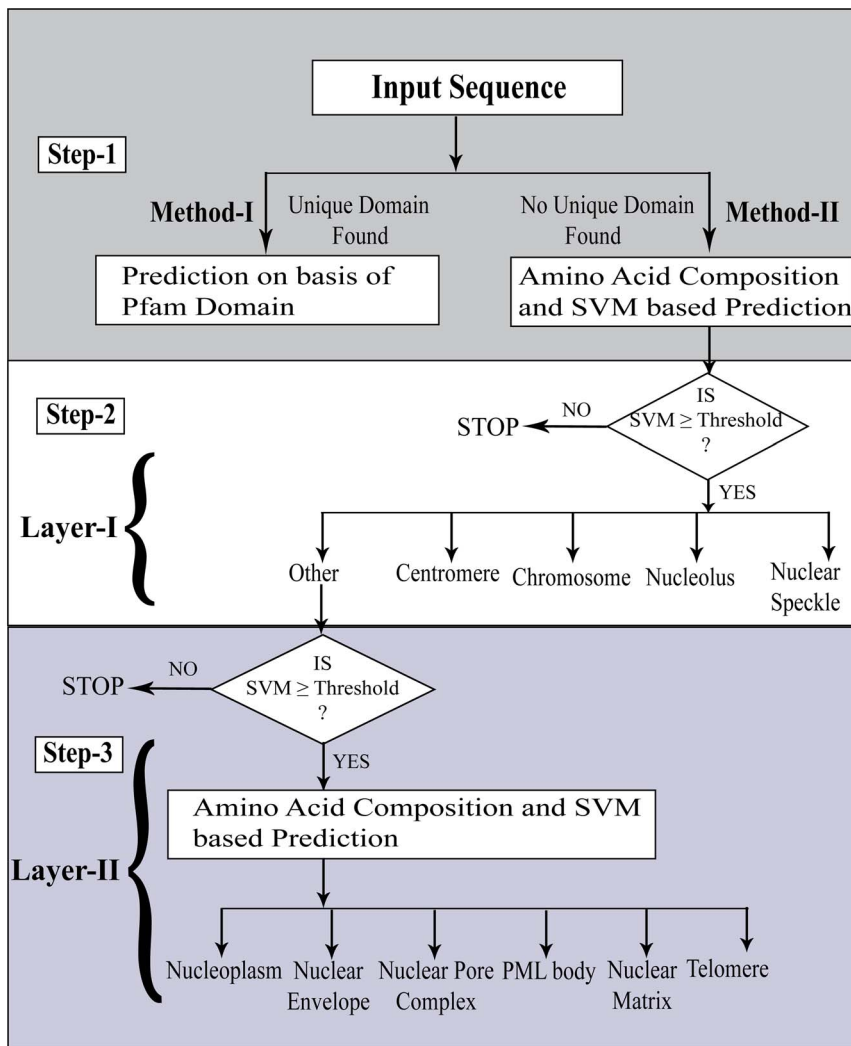 Input Sequence
Step-1
Method-I
Unique Domain
Found
No Unique Domain
Found
Method-II
Prediction on basis of
Pfam Domain
Amino Acid Composition
and SVM based Prediction
Step-2
IS
SVM ≥ Threshold
?
NO
STOP
YES
Layer-I
Other
Centromere
Chromosome
Nucleolus
Nuclear
Speckle
IS
SVM ≥ Threshold
?
NO
STOP
Step-3
YES
Amino Acid Composition and SVM
based Prediction
Layer-II
Nucleoplasm
Nuclear
Envelope
Nuclear Pore
Complex
PML body
Nuclear
Matrix
Telomere